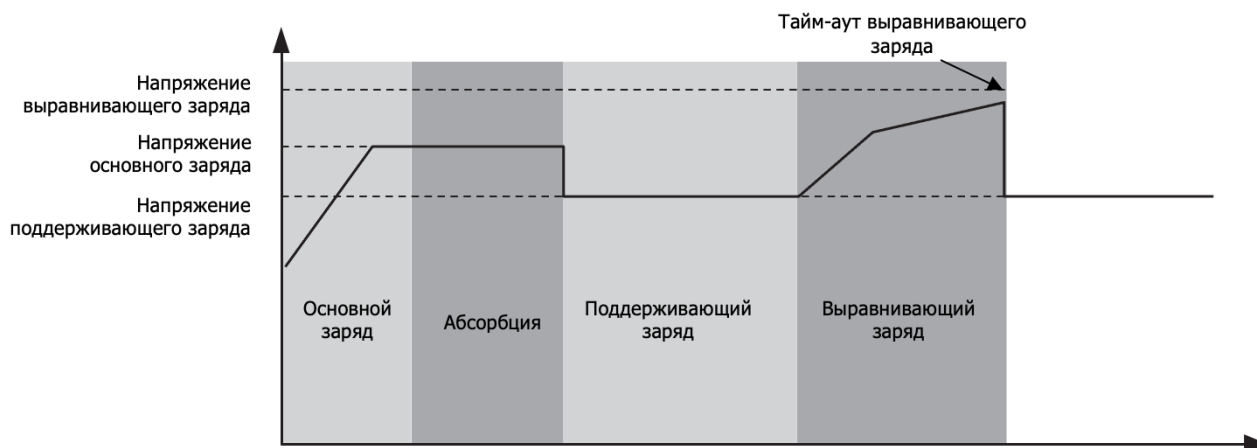 Тайм-аут выравнивающего
заряда
Напряжение
выравнивающего заряда
Напряжение
основного заряда
Напряжение
поддерживающего заряда
Основной
заряд
Абсорбция
Поддерживающий
заряд
Выравнивающий
заряд